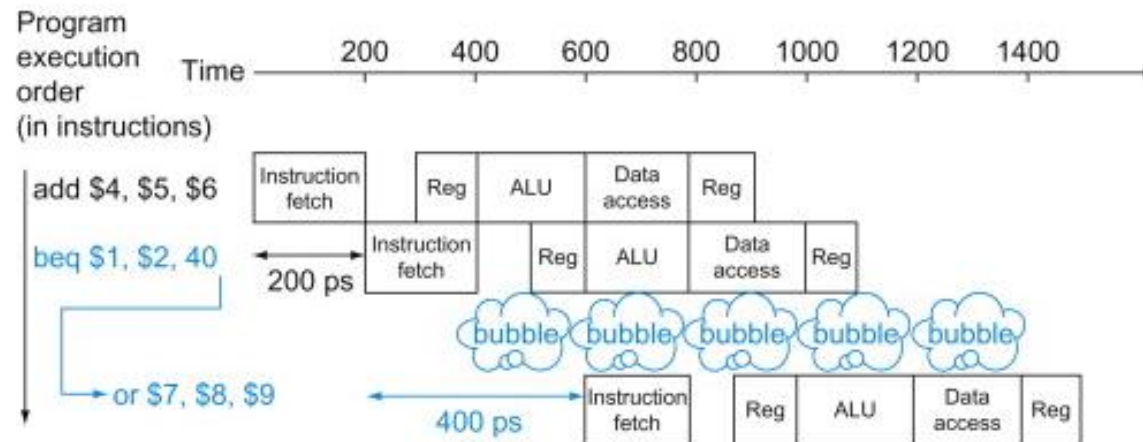 Program
execution
order
(in instructions)
Time
200 400 600 800 1000 1200 1400
add $4, $5, $6
Instruction
fetch
Reg
ALU
Data
access
Reg
beq $1, $2, 40
200 ps
Instruction
fetch
Reg
ALU
Data
access
Reg
bubble bubble bubble bubble bubble
or $7, $8, $9
400 ps
Instruction
fetch
Reg
ALU
Data
access
Reg